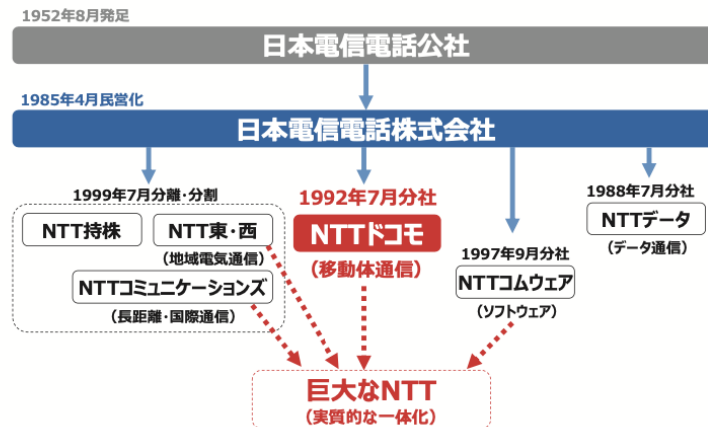 1952年8月発足
日本電信電話公社
1985年4月民営化
日本電信電話株式会社
1999年7月分離・分割
NTT持株
NTT東・西
(地域電気通信)
NTTコミュニケーションズ
(長距離・国際通信)
1992年7月分社
NTTドコモ
(移動体通信)
1997年9月分社
NTTコムウェア
(ソフトウェア)
1988年7月分社
NTTデータ
(データ通信)
巨大なNTT
(実質的な一体化)